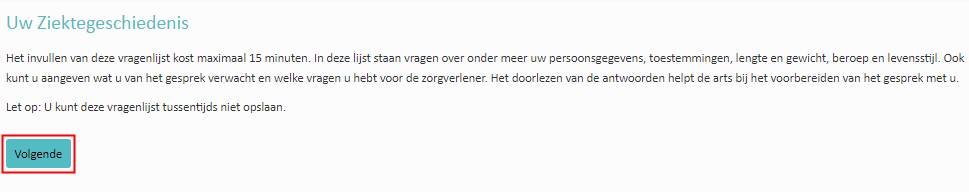 Uw Ziektegeschiedenis
Het invullen van deze vragenlijst kost maximaal 15 minuten. In deze lijst staan vragen over onder meer uw persoonsgegevens, toestemmingen, lengte en gewicht, beroep en levensstijl. Ook
kunt u aangeven wat u van het gesprek verwacht en welke vragen u hebt voor de zorgverlener. Het doorlezen van de antwoorden helpt de arts bij het voorbereiden van het gesprek met u.
Let op: U kunt deze vragenlijst tussentijds niet opslaan.
Volgende